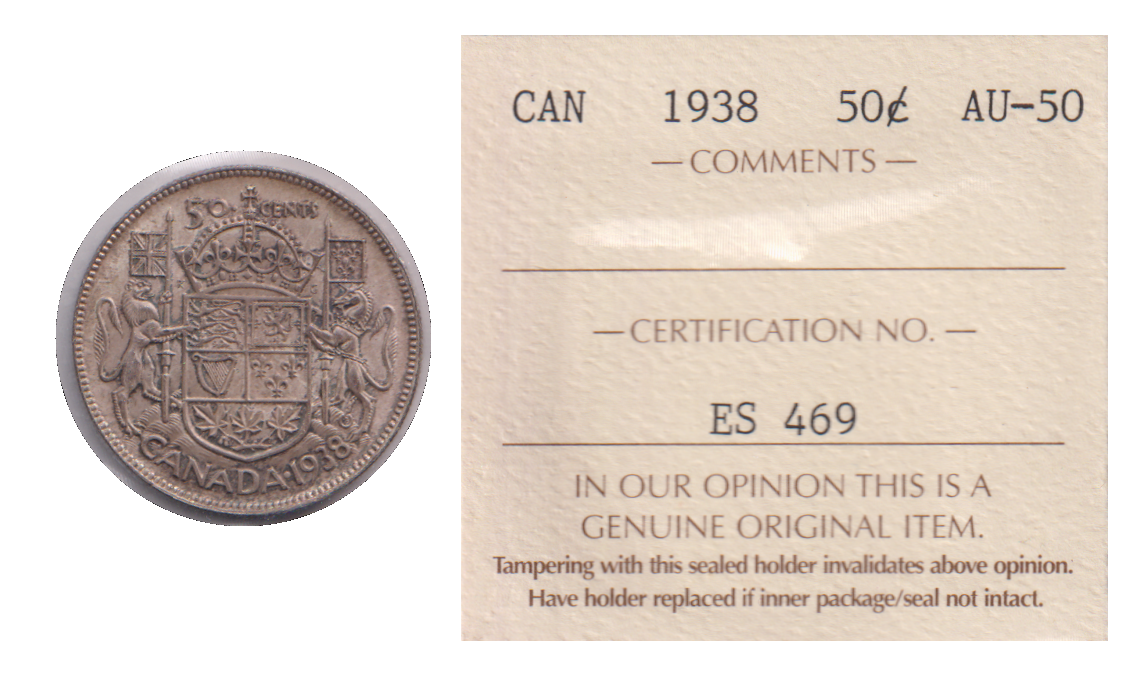 50 CENTS
CANADA·1938
CAN 1938 50¢ AU-50
— COMMENTS —
— CERTIFICATION NO. —
ES 469
IN OUR OPINION THIS IS A
GENUINE ORIGINAL ITEM.
Tampering with this sealed holder invalidates above opinion.
Have holder replaced if inner package/seal not intact.